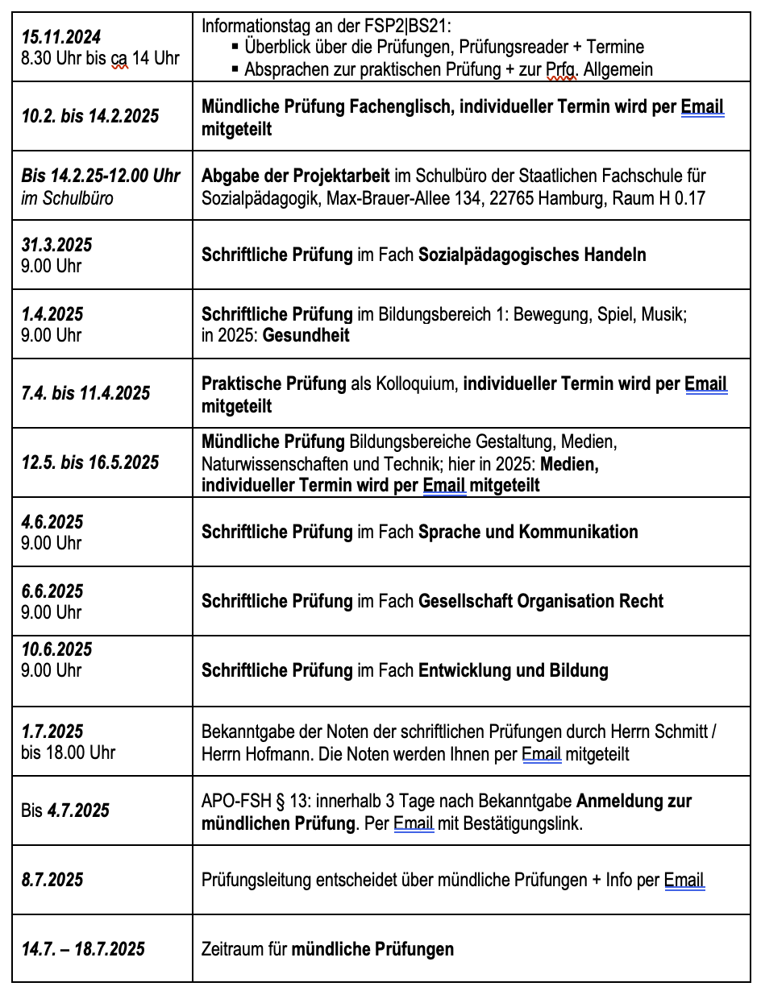 15.11.2024
8.30 Uhr bis ca 14 Uhr
Informationstag an der FSP2|BS21:
▪ Überblick über die Prüfungen, Prüfungsreader + Termine
▪ Absprachen zur praktischen Prüfung + zur Prfg. Allgemein
10.2. bis 14.2.2025
Mündliche Prüfung Fachenglisch, individueller Termin wird per Email
mitgeteilt
Bis 14.2.25-12.00 Uhr
im Schulbüro
Abgabe der Projektarbeit im Schulbüro der Staatlichen Fachschule für
Sozialpädagogik, Max-Brauer-Allee 134, 22765 Hamburg, Raum H 0.17
31.3.2025
9.00 Uhr
Schriftliche Prüfung im Fach Sozialpädagogisches Handeln
1.4.2025
9.00 Uhr
Schriftliche Prüfung im Bildungsbereich 1: Bewegung, Spiel, Musik;
in 2025: Gesundheit
7.4. bis 11.4.2025
Praktische Prüfung als Kolloquium, individueller Termin wird per Email
mitgeteilt
12.5. bis 16.5.2025
Mündliche Prüfung Bildungsbereiche Gestaltung, Medien,
Naturwissenschaften und Technik; hier in 2025: Medien,
individueller Termin wird per Email mitgeteilt
4.6.2025
9.00 Uhr
Schriftliche Prüfung im Fach Sprache und Kommunikation
6.6.2025
9.00 Uhr
Schriftliche Prüfung im Fach Gesellschaft Organisation Recht
10.6.2025
9.00 Uhr
Schriftliche Prüfung im Fach Entwicklung und Bildung
1.7.2025
bis 18.00 Uhr
Bekanntgabe der Noten der schriftlichen Prüfungen durch Herrn Schmitt /
Herrn Hofmann. Die Noten werden Ihnen per Email mitgeteilt
Bis 4.7.2025
APO-FSH § 13: innerhalb 3 Tage nach Bekanntgabe Anmeldung zur
mündlichen Prüfung. Per Email mit Bestätigungslink.
8.7.2025
Prüfungsleitung entscheidet über mündliche Prüfungen + Info per Email
14.7. – 18.7.2025
Zeitraum für mündliche Prüfungen